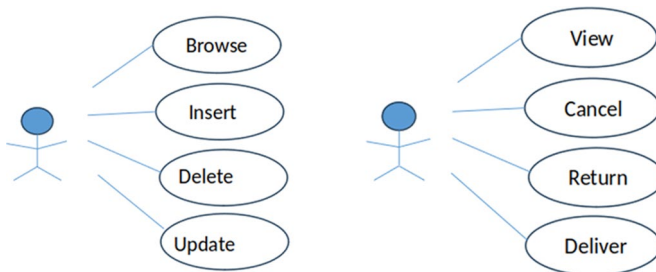 Browse
Insert
Delete
Update
View
Cancel
Return
Deliver